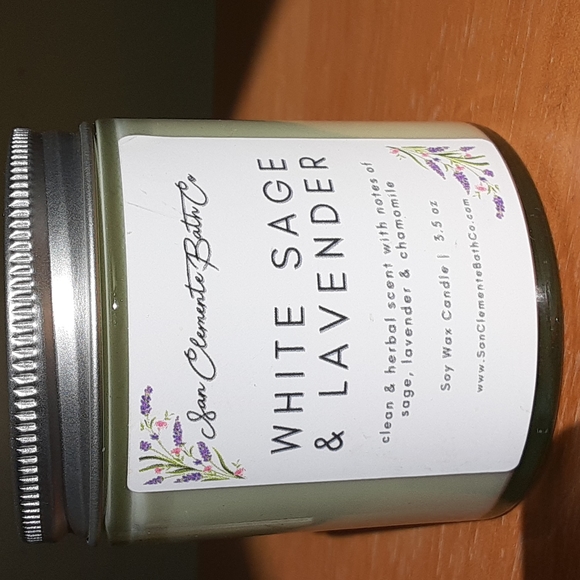 San Clemente Bath Co
WHITE SAGE
& LAVENDER
clean & herbal scent with notes of
sage, lavender & chamomile
Soy Wax Candle | 3.5 oz
www.SanClementeBathCo.com